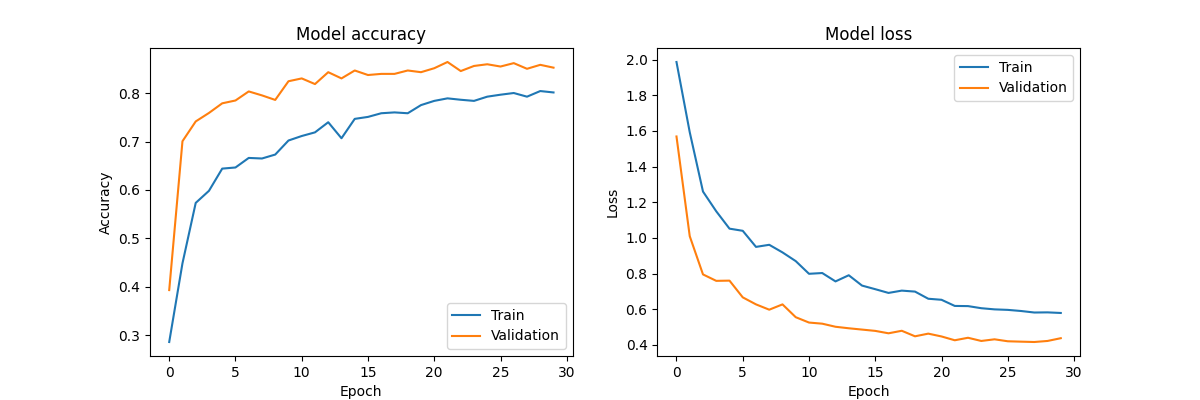 Model accuracy
Accuracy
0.8
0.7
0.6
0.5
0.4
0.3
0 5 10 15 20 25 30
Epoch
Train
Validation
Model loss
Loss
2.0
1.8
1.6
1.4
1.2
1.0
0.8
0.6
0.4
0 5 10 15 20 25 30
Epoch
Train
Validation